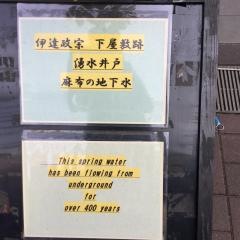 伊達政宗 下屋敷跡
湧水井戸
麻布の地下水
This spring water
has been flowing from
underground
for
over 400 years